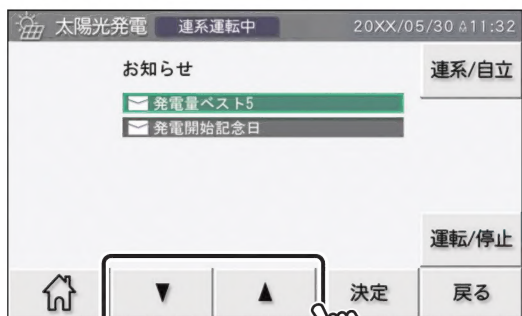 太陽光発電 連系運転中 20XX/05/30 11:32
お知らせ
連系/自立
発電量ベスト5
発電開始記念日
運転/停止
▼ ▲ 決定 戻る